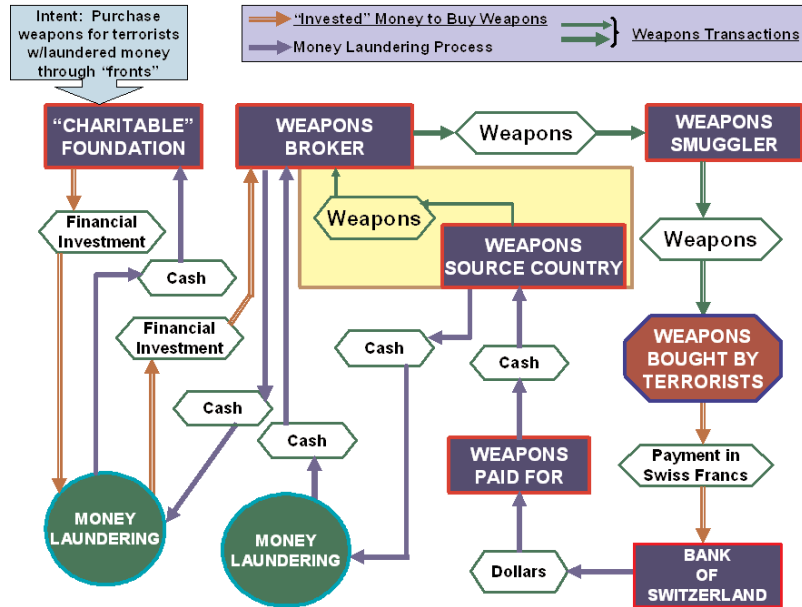 Intent: Purchase
weapons for terrorists
w/laundered money
through “fronts”
“Invested” Money to Buy Weapons
Money Laundering Process
Weapons Transactions
“CHARITABLE”
FOUNDATION
WEAPONS
BROKER
Weapons
WEAPONS
SMUGGLER
Financial
Investment
Weapons
Weapons
WEAPONS
SOURCE COUNTRY
Cash
Financial
Investment
Cash
Cash
WEAPONS
BOUGHT BY
TERRORISTS
Cash
Cash
WEAPONS
PAID FOR
Payment in
Swiss Francs
MONEY
LAUNDERING
MONEY
LAUNDERING
Dollars
BANK
OF
SWITZERLAND